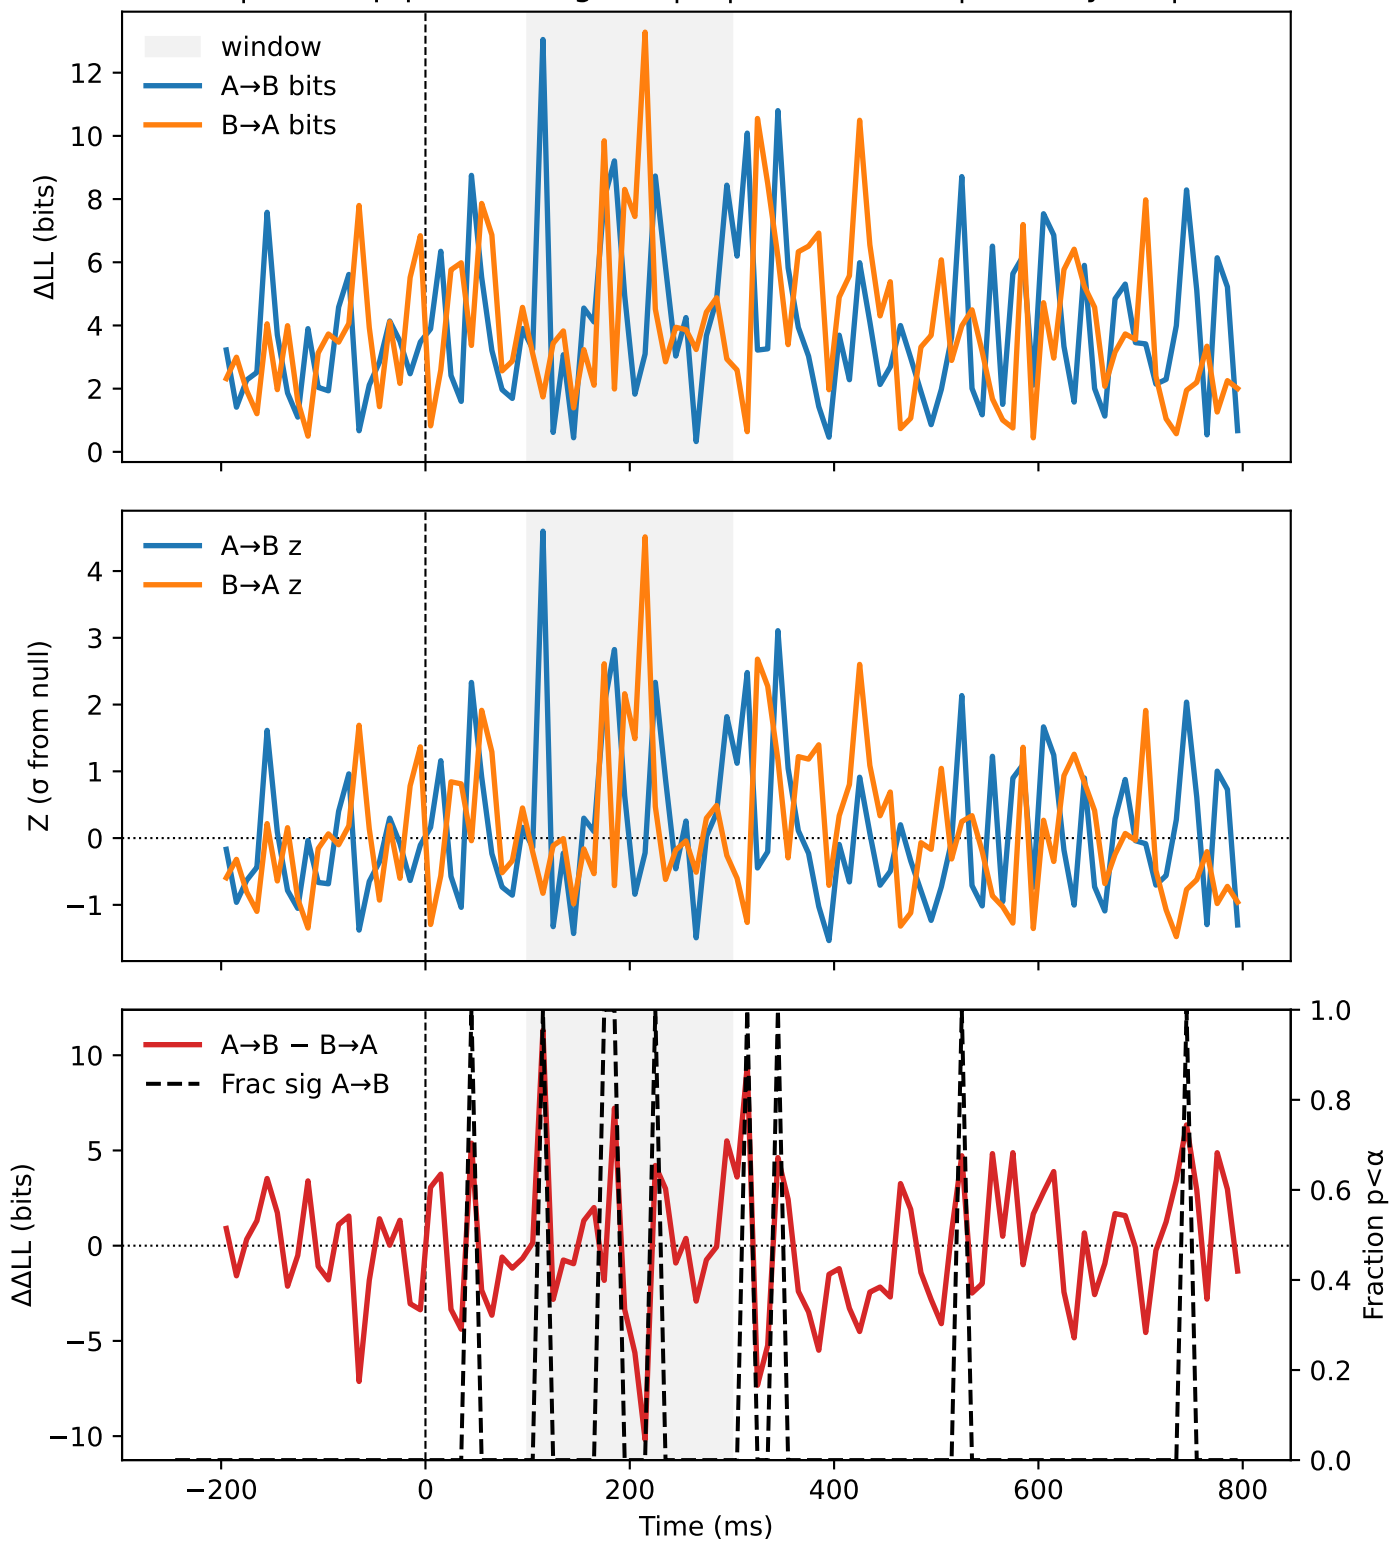 window
A→B bits
B→A bits
ΔLL (bits)
12
10
8
6
4
2
0
A→B z
B→A z
Z (σ from null)
4
3
2
1
0
−1
A→B − B→A
Frac sig A→B
ΔΔLL (bits)
10
5
0
−5
−10
1.0
0.8
0.6
0.4
0.2
0.0
Fraction p<α
−200
0
200
400
600
800
Time (ms)